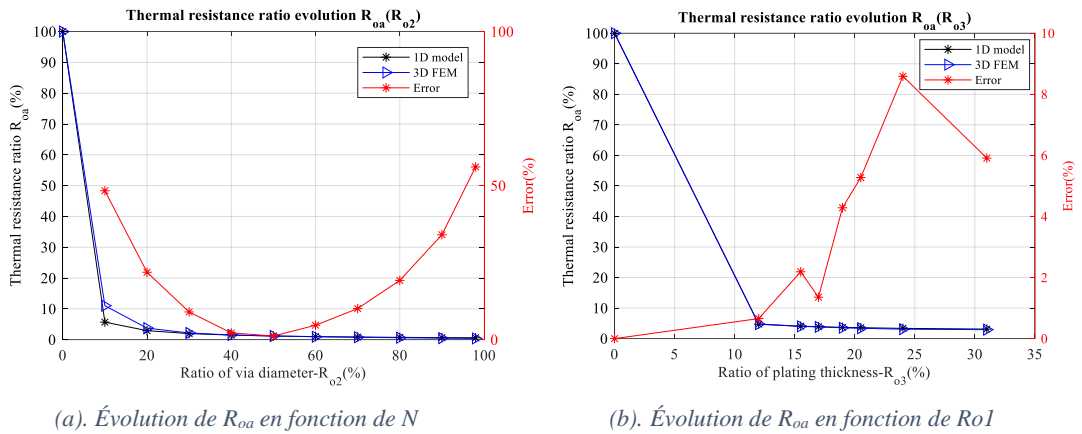 Thermal resistance ratio evolution R_oa(R_o2)
100
90
80
70
60
50
40
30
20
10
0
Thermal resistance ratio R_oa(%)
1D model
3D FEM
Error
100
50
0
Error(%)
0 20 40 60 80 100
Ratio of via diameter-R_o2(%)
(a). Évolution de R_oa en fonction de N
Thermal resistance ratio evolution R_oa(R_o3)
100
90
80
70
60
50
40
30
20
10
0
Thermal resistance ratio R_oa(%)
1D model
3D FEM
Error
10
8
6
4
2
0
Error(%)
0 5 10 15 20 25 30 35
Ratio of plating thickness-R_o3(%)
(b). Évolution de R_oa en fonction de Ro1